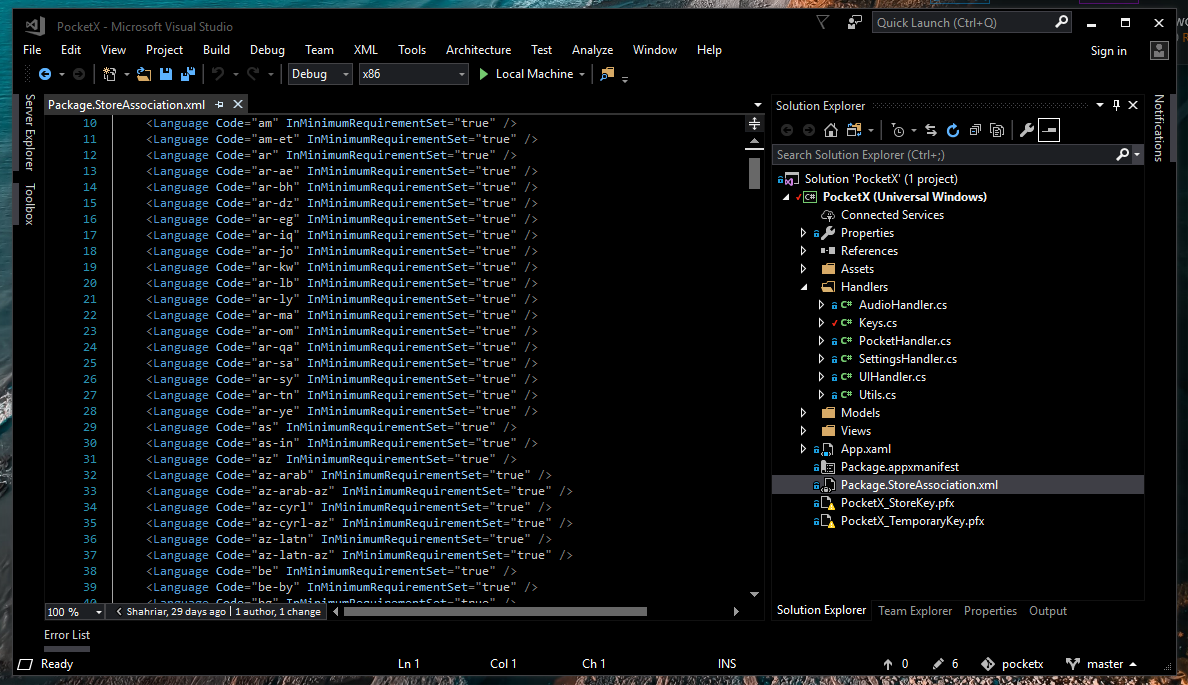 PocketX - Microsoft Visual Studio
Quick Launch (Ctrl+Q)
File Edit View Project Build Debug Team XML Tools Architecture Test Analyze Window Help
Sign in
Debug x86 Local Machine
Server Explorer
Toolbox
Package.StoreAssociation.xml
10 <Language Code="am" InMinimumRequirementSet="true" />
11 <Language Code="am-et" InMinimumRequirementSet="true" />
12 <Language Code="ar" InMinimumRequirementSet="true" />
13 <Language Code="ar-ae" InMinimumRequirementSet="true" />
14 <Language Code="ar-bh" InMinimumRequirementSet="true" />
15 <Language Code="ar-dz" InMinimumRequirementSet="true" />
16 <Language Code="ar-eg" InMinimumRequirementSet="true" />
17 <Language Code="ar-iq" InMinimumRequirementSet="true" />
18 <Language Code="ar-jo" InMinimumRequirementSet="true" />
19 <Language Code="ar-kw" InMinimumRequirementSet="true" />
20 <Language Code="ar-lb" InMinimumRequirementSet="true" />
21 <Language Code="ar-ly" InMinimumRequirementSet="true" />
22 <Language Code="ar-ma" InMinimumRequirementSet="true" />
23 <Language Code="ar-om" InMinimumRequirementSet="true" />
24 <Language Code="ar-qa" InMinimumRequirementSet="true" />
25 <Language Code="ar-sa" InMinimumRequirementSet="true" />
26 <Language Code="ar-sy" InMinimumRequirementSet="true" />
27 <Language Code="ar-tn" InMinimumRequirementSet="true" />
28 <Language Code="ar-ye" InMinimumRequirementSet="true" />
29 <Language Code="as" InMinimumRequirementSet="true" />
30 <Language Code="as-in" InMinimumRequirementSet="true" />
31 <Language Code="az" InMinimumRequirementSet="true" />
32 <Language Code="az-arab" InMinimumRequirementSet="true" />
33 <Language Code="az-arab-az" InMinimumRequirementSet="true" />
34 <Language Code="az-cyrl" InMinimumRequirementSet="true" />
35 <Language Code="az-cyrl-az" InMinimumRequirementSet="true" />
36 <Language Code="az-latn" InMinimumRequirementSet="true" />
37 <Language Code="az-latn-az" InMinimumRequirementSet="true" />
38 <Language Code="be" InMinimumRequirementSet="true" />
39 <Language Code="be-by" InMinimumRequirementSet="true" />
40 <Language Code="bg" InMinimumRequirementSet="true" />
100 % Shahriar, 29 days ago | 1 author, 1 change
Solution Explorer
Search Solution Explorer (Ctrl+;)
Solution 'PocketX' (1 project)
C# PocketX (Universal Windows)
Connected Services
Properties
References
Assets
Handlers
C# AudioHandler.cs
C# Keys.cs
C# PocketHandler.cs
C# SettingsHandler.cs
C# UIHandler.cs
C# Utils.cs
Models
Views
App.xaml
Package.appxmanifest
Package.StoreAssociation.xml
PocketX_StoreKey.pfx
PocketX_TemporaryKey.pfx
Solution Explorer Team Explorer Properties Output
Notifications
Error List
Ready Ln 1 Col 1 Ch 1 INS 0 6 pocketx master